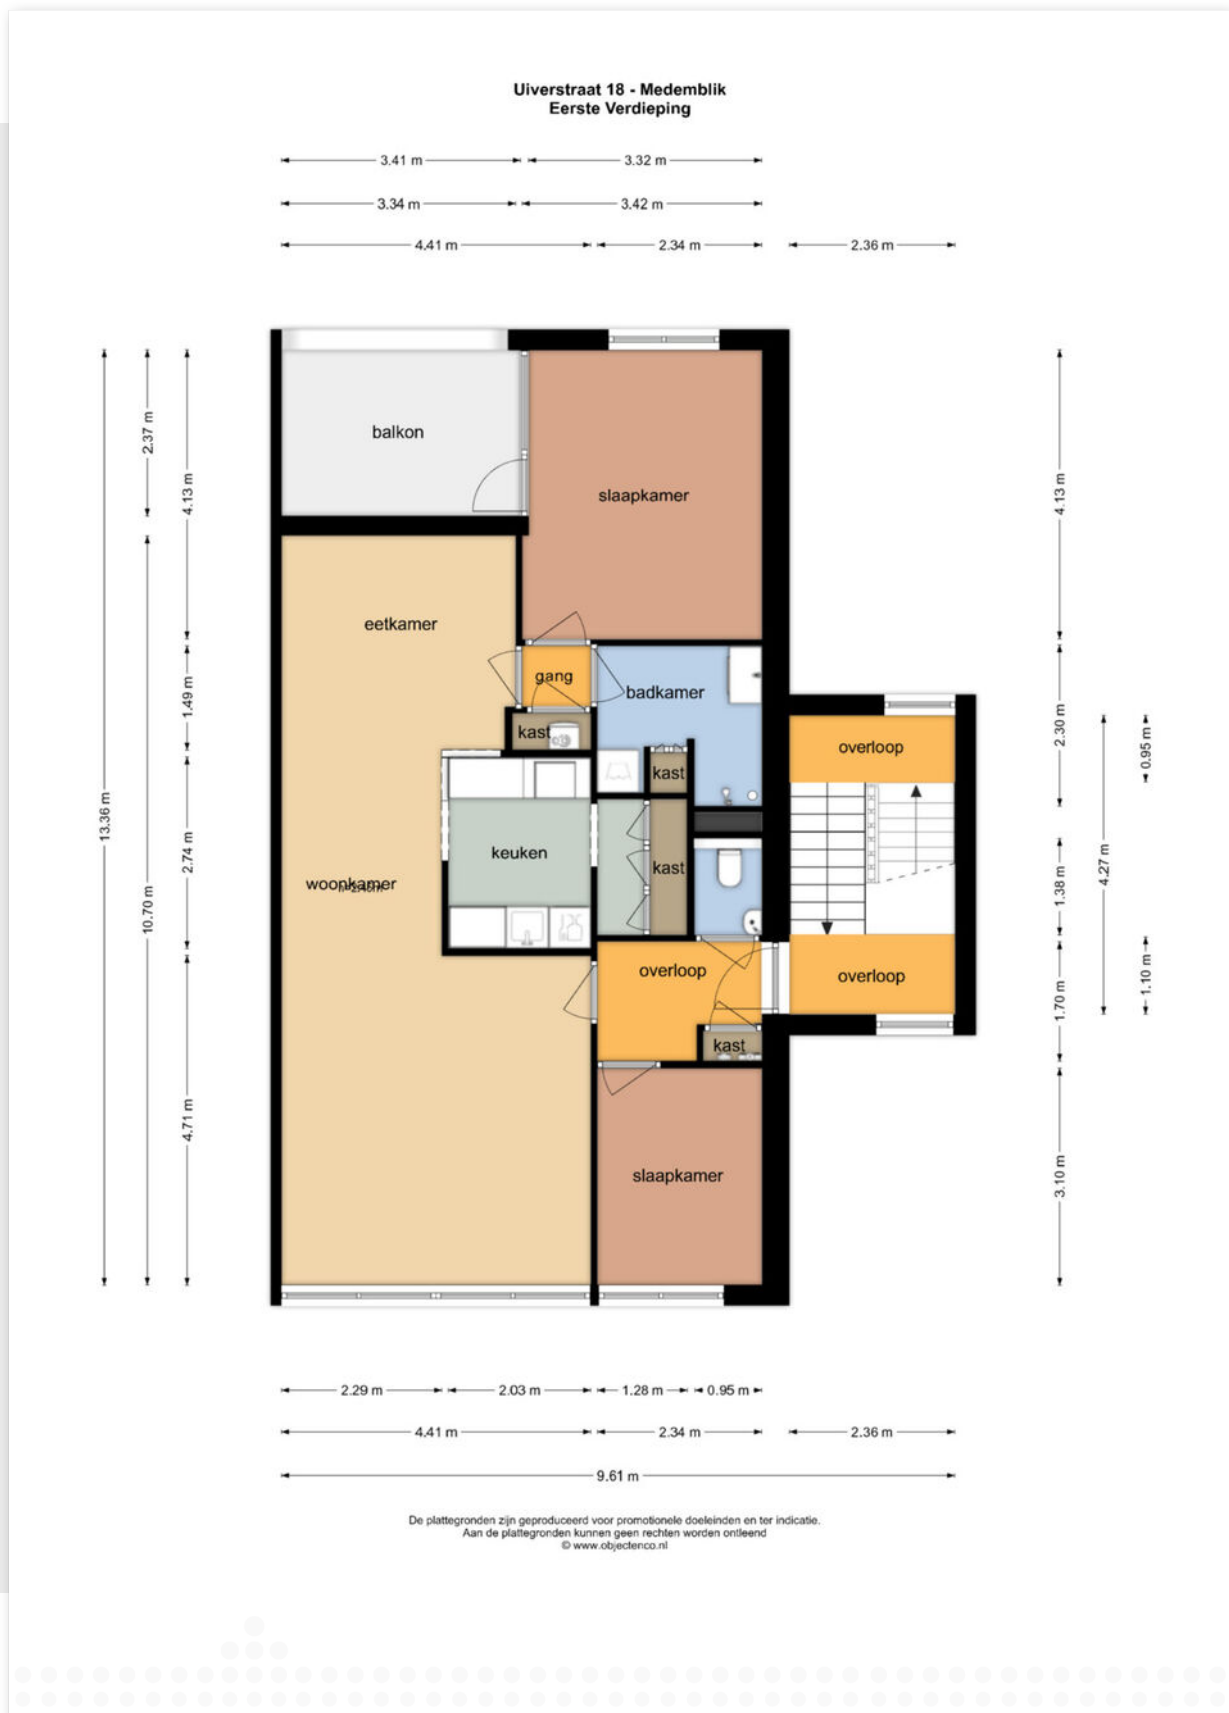 Uiverstraat 18 - Medemblik
Eerste Verdieping
3.41 m
3.32 m
3.34 m
3.42 m
4.41 m
2.34 m
2.36 m
13.36 m
2.37 m
10.70 m
4.13 m
1.49 m
2.74 m
4.71 m
balkon
slaapkamer
eetkamer
gang
badkamer
kast
kast
overloop
keuken
kast
woonkamer
overloop
overloop
kast
slaapkamer
4.13 m
2.30 m
1.38 m
1.70 m
3.10 m
4.27 m
0.95 m
1.10 m
2.29 m
2.03 m
1.28 m
0.95 m
4.41 m
2.34 m
2.36 m
9.61 m
De plattegronden zijn geproduceerd voor promotionele doeleinden en ter indicatie.
Aan de plattegronden kunnen geen rechten worden ontleend
© www.objectenco.nl